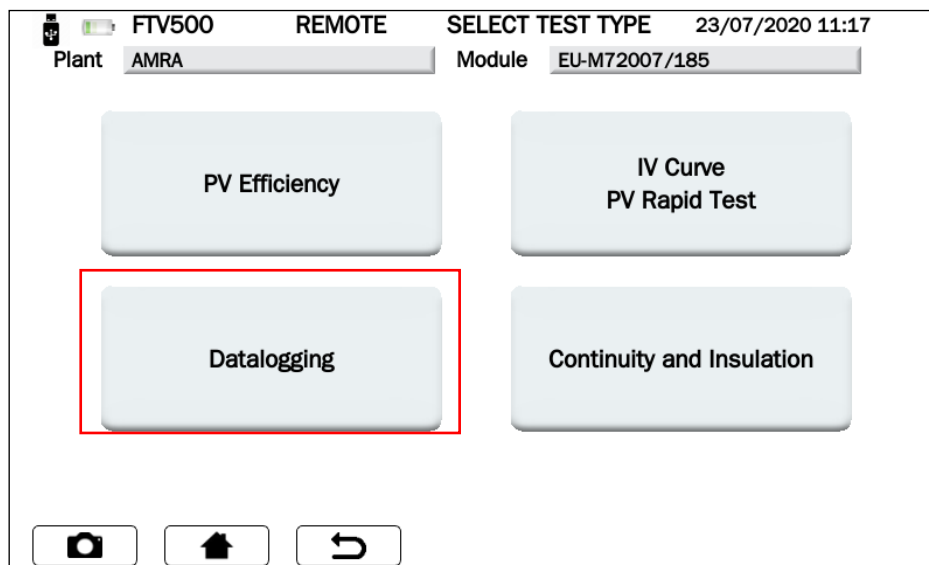 FTV500 REMOTE SELECT TEST TYPE 23/07/2020 11:17
Plant AMRA Module EU-M72007/185
PV Efficiency
IV Curve
PV Rapid Test
Datalogging
Continuity and Insulation